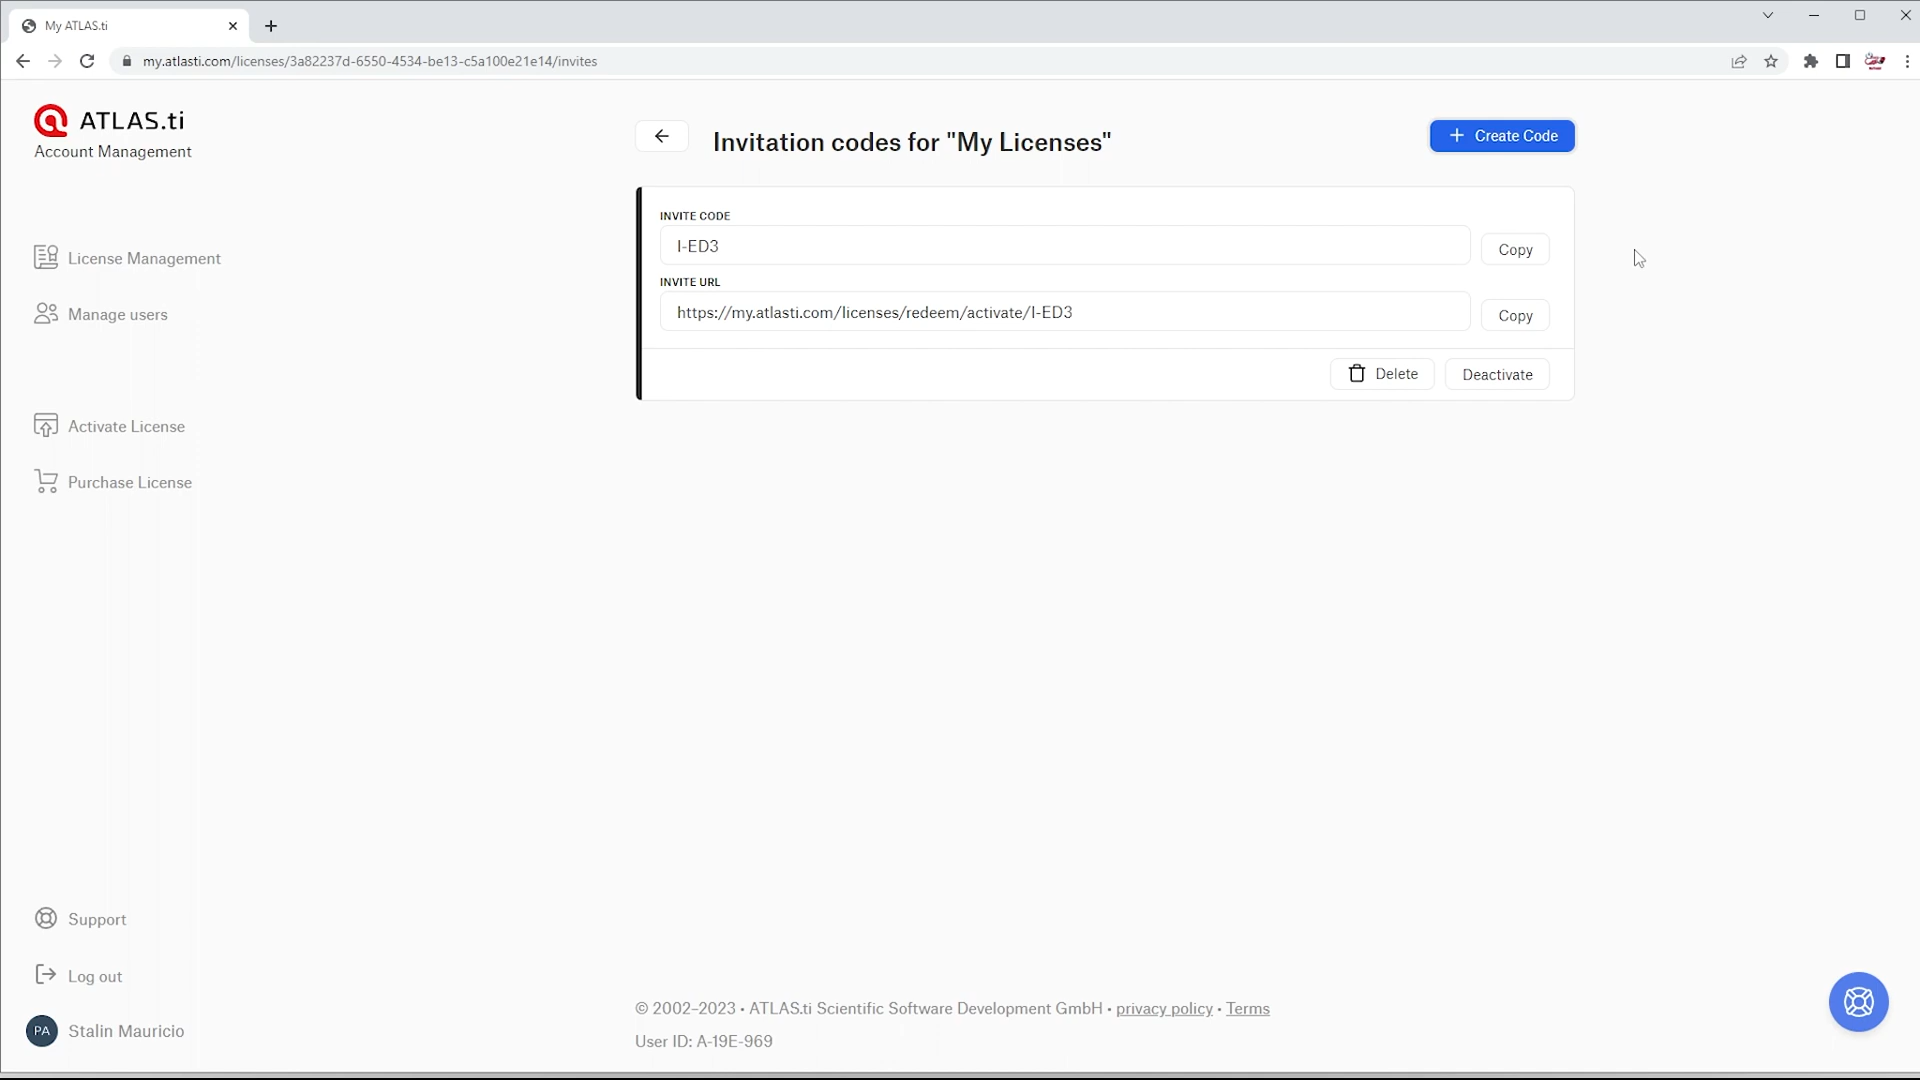 My ATLAS.ti
my.atlasti.com/licenses/3a82237d-6550-4534-be13-c5a100e21e14/invites
ATLAS.ti
Account Management
License Management
Manage users
Activate License
Purchase License
Support
Log out
PA Stalin Mauricio
Invitation codes for "My Licenses"
+ Create Code
INVITE CODE
I-ED3
Copy
INVITE URL
https://my.atlasti.com/licenses/redeem/activate/I-ED3
Copy
Delete
Deactivate
© 2002–2023 • ATLAS.ti Scientific Software Development GmbH • privacy policy • Terms
User ID: A-19E-969